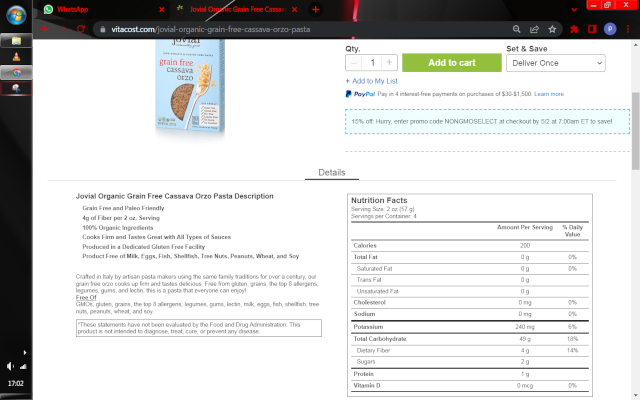 WhatsApp
Jovial Organic Grain Free Cassava
vitacost.com/jovial-organic-grain-free-cassava-orzo-pasta
P
jovial
grain free
cassava
orzo
Qty.
Set & Save
− 1 +
Add to cart
Deliver Once
+ Add to My List
PayPal Pay in 4 interest-free payments on purchases of $30-$1,500. Learn more
15% off: Hurry, enter promo code NONGMOSELECT at checkout by 5/2 at 7:00am ET to save!
Details
Jovial Organic Grain Free Cassava Orzo Pasta Description
Grain Free and Paleo Friendly
4g of Fiber per 2 oz. Serving
100% Organic Ingredients
Cooks Firm and Tastes Great with All Types of Sauces
Produced in a Dedicated Gluten Free Facility
Product Free of Milk, Eggs, Fish, Shellfish, Tree Nuts, Peanuts, Wheat, and Soy
Crafted in Italy by artisan pasta makers using the same family traditions for over a century, our
grain free orzo cooks up firm and tastes delicious. Free from gluten, grains, the top 8 allergens,
legumes, gums, and lectin, this is a pasta that everyone can enjoy!
Free Of
GMOs, gluten, grains, the top 8 allergens, legumes, gums, lectin, milk, eggs, fish, shellfish, tree
nuts, peanuts, wheat, and soy.
*These statements have not been evaluated by the Food and Drug Administration. This
product is not intended to diagnose, treat, cure, or prevent any disease.
Nutrition Facts
Serving Size: 2 oz (57 g)
Servings per Container: 4
Amount Per Serving % Daily
Value
Calories 200
Total Fat 0 g 0%
Saturated Fat 0 g 0%
Trans Fat 0 g
Unsaturated Fat 0 g
Cholesterol 0 mg 0%
Sodium 0 mg 0%
Potassium 240 mg 6%
Total Carbohydrate 49 g 18%
Dietary Fiber 4 g 14%
Sugars 2 g
Protein 1 g
Vitamin D 0 mcg 0%
17:02